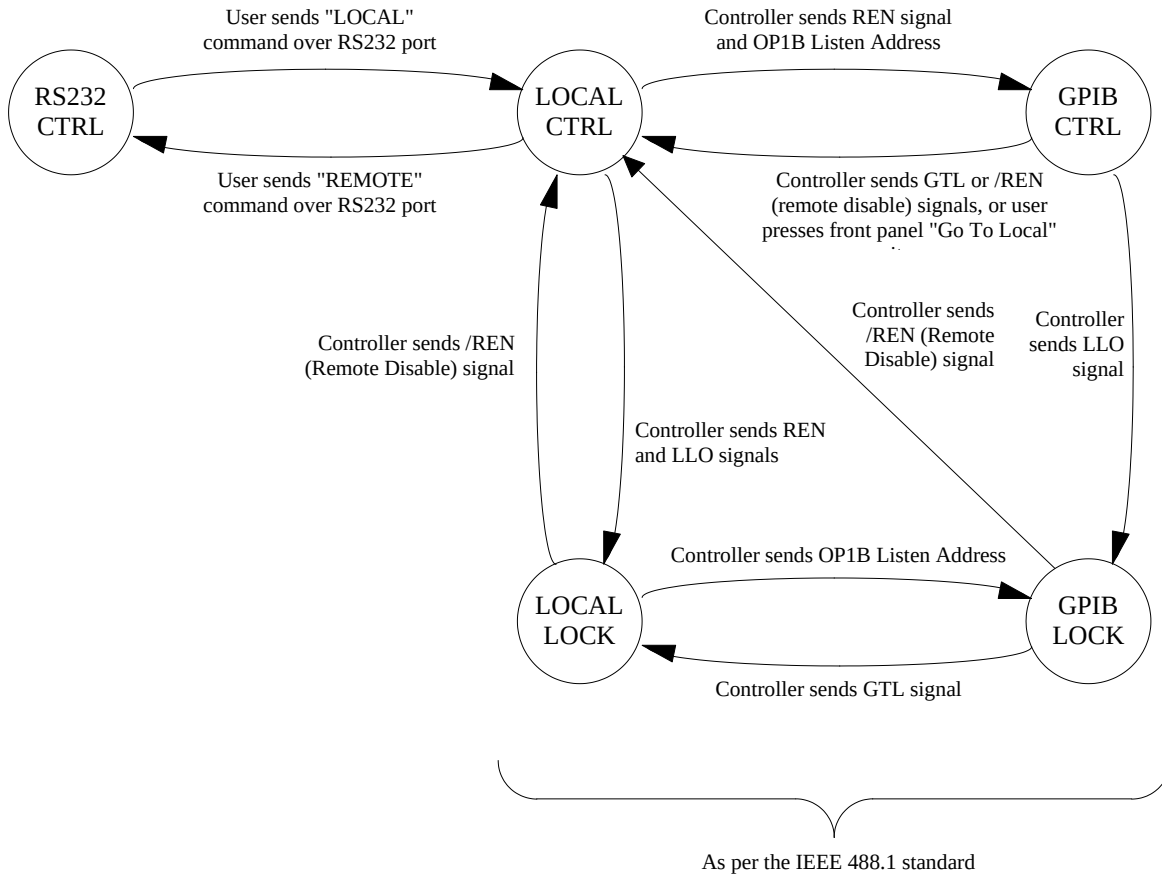 User sends "LOCAL"
command over RS232 port
Controller sends REN signal
and OP1B Listen Address
RS232
CTRL
LOCAL
CTRL
GPIB
CTRL
User sends "REMOTE"
command over RS232 port
Controller sends GTL or /REN
(remote disable) signals, or user
presses front panel "Go To Local"
Controller sends /REN
(Remote Disable) signal
Controller sends
/REN (Remote
Disable) signal
Controller
sends LLO
signal
Controller sends REN
and LLO signals
Controller sends OP1B Listen Address
LOCAL
LOCK
GPIB
LOCK
Controller sends GTL signal
As per the IEEE 488.1 standard